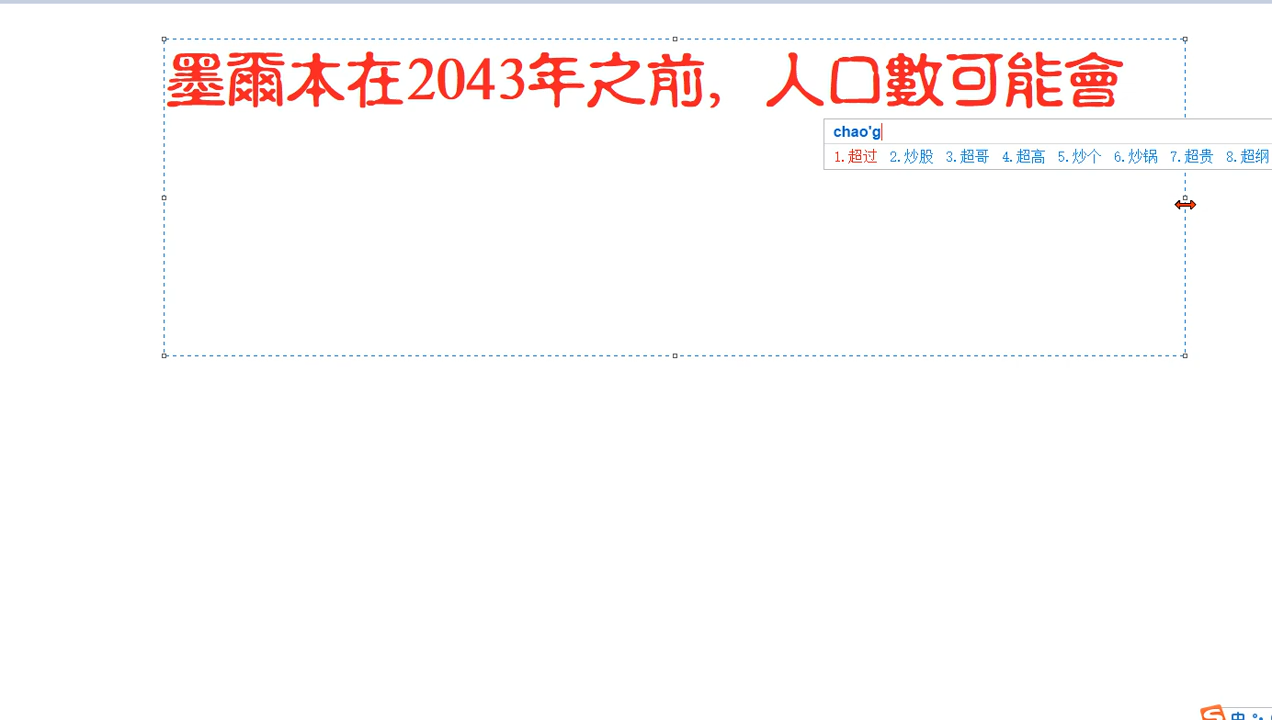 墨爾本在2043年之前，人口數可能會
chao'g
1.超过 2.炒股 3.超哥 4.超高 5.炒个 6.炒锅 7.超贵 8.超纲
中